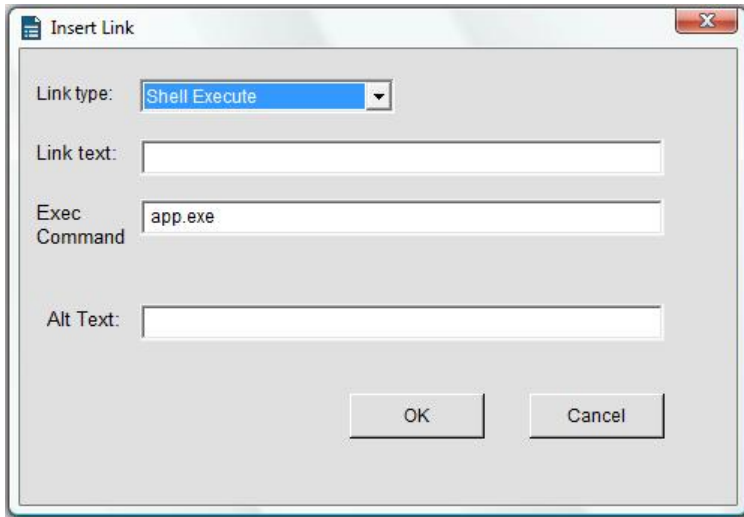 Insert Link
Link type: Shell Execute
Link text:
Exec
Command
app.exe
Alt Text:
OK Cancel